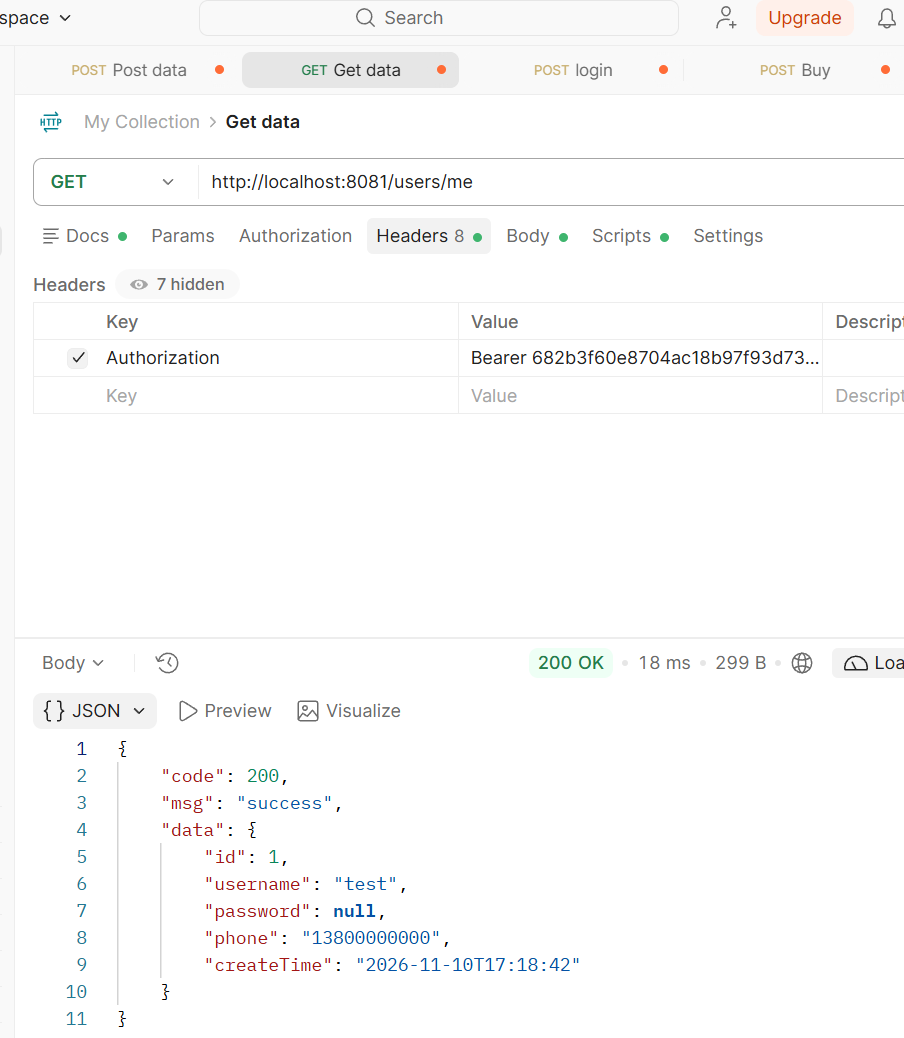 space
Search
Upgrade
POST Post data
GET Get data
POST login
POST Buy
HTTP
My Collection > Get data
GET
http://localhost:8081/users/me
Docs
Params
Authorization
Headers 8
Body
Scripts
Settings
Headers
7 hidden
Key
Value
Descript
Authorization
Bearer 682b3f60e8704ac18b97f93d73...
Key
Value
Descript
Body
200 OK
18 ms
299 B
Loa
{} JSON
Preview
Visualize
1 {
2 "code": 200,
3 "msg": "success",
4 "data": {
5 "id": 1,
6 "username": "test",
7 "password": null,
8 "phone": "13800000000",
9 "createTime": "2026-11-10T17:18:42"
10 }
11 }